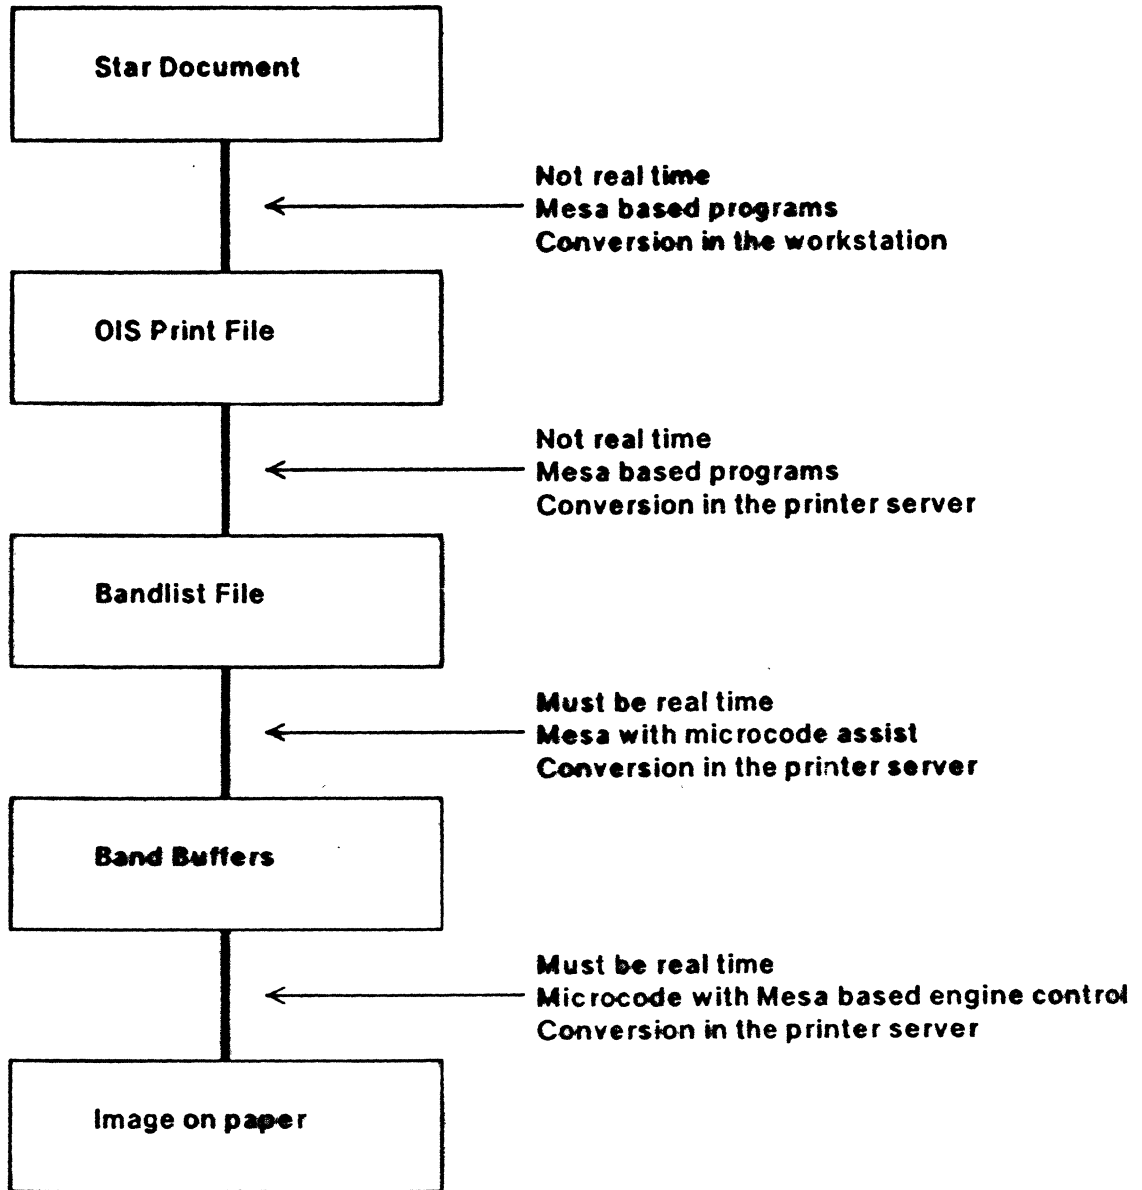 Star Document
Not real time
Mesa based programs
Conversion in the workstation
OIS Print File
Not real time
Mesa based programs
Conversion in the printer server
Bandlist File
Must be real time
Mesa with microcode assist
Conversion in the printer server
Band Buffers
Must be real time
Microcode with Mesa based engine control
Conversion in the printer server
Image on paper